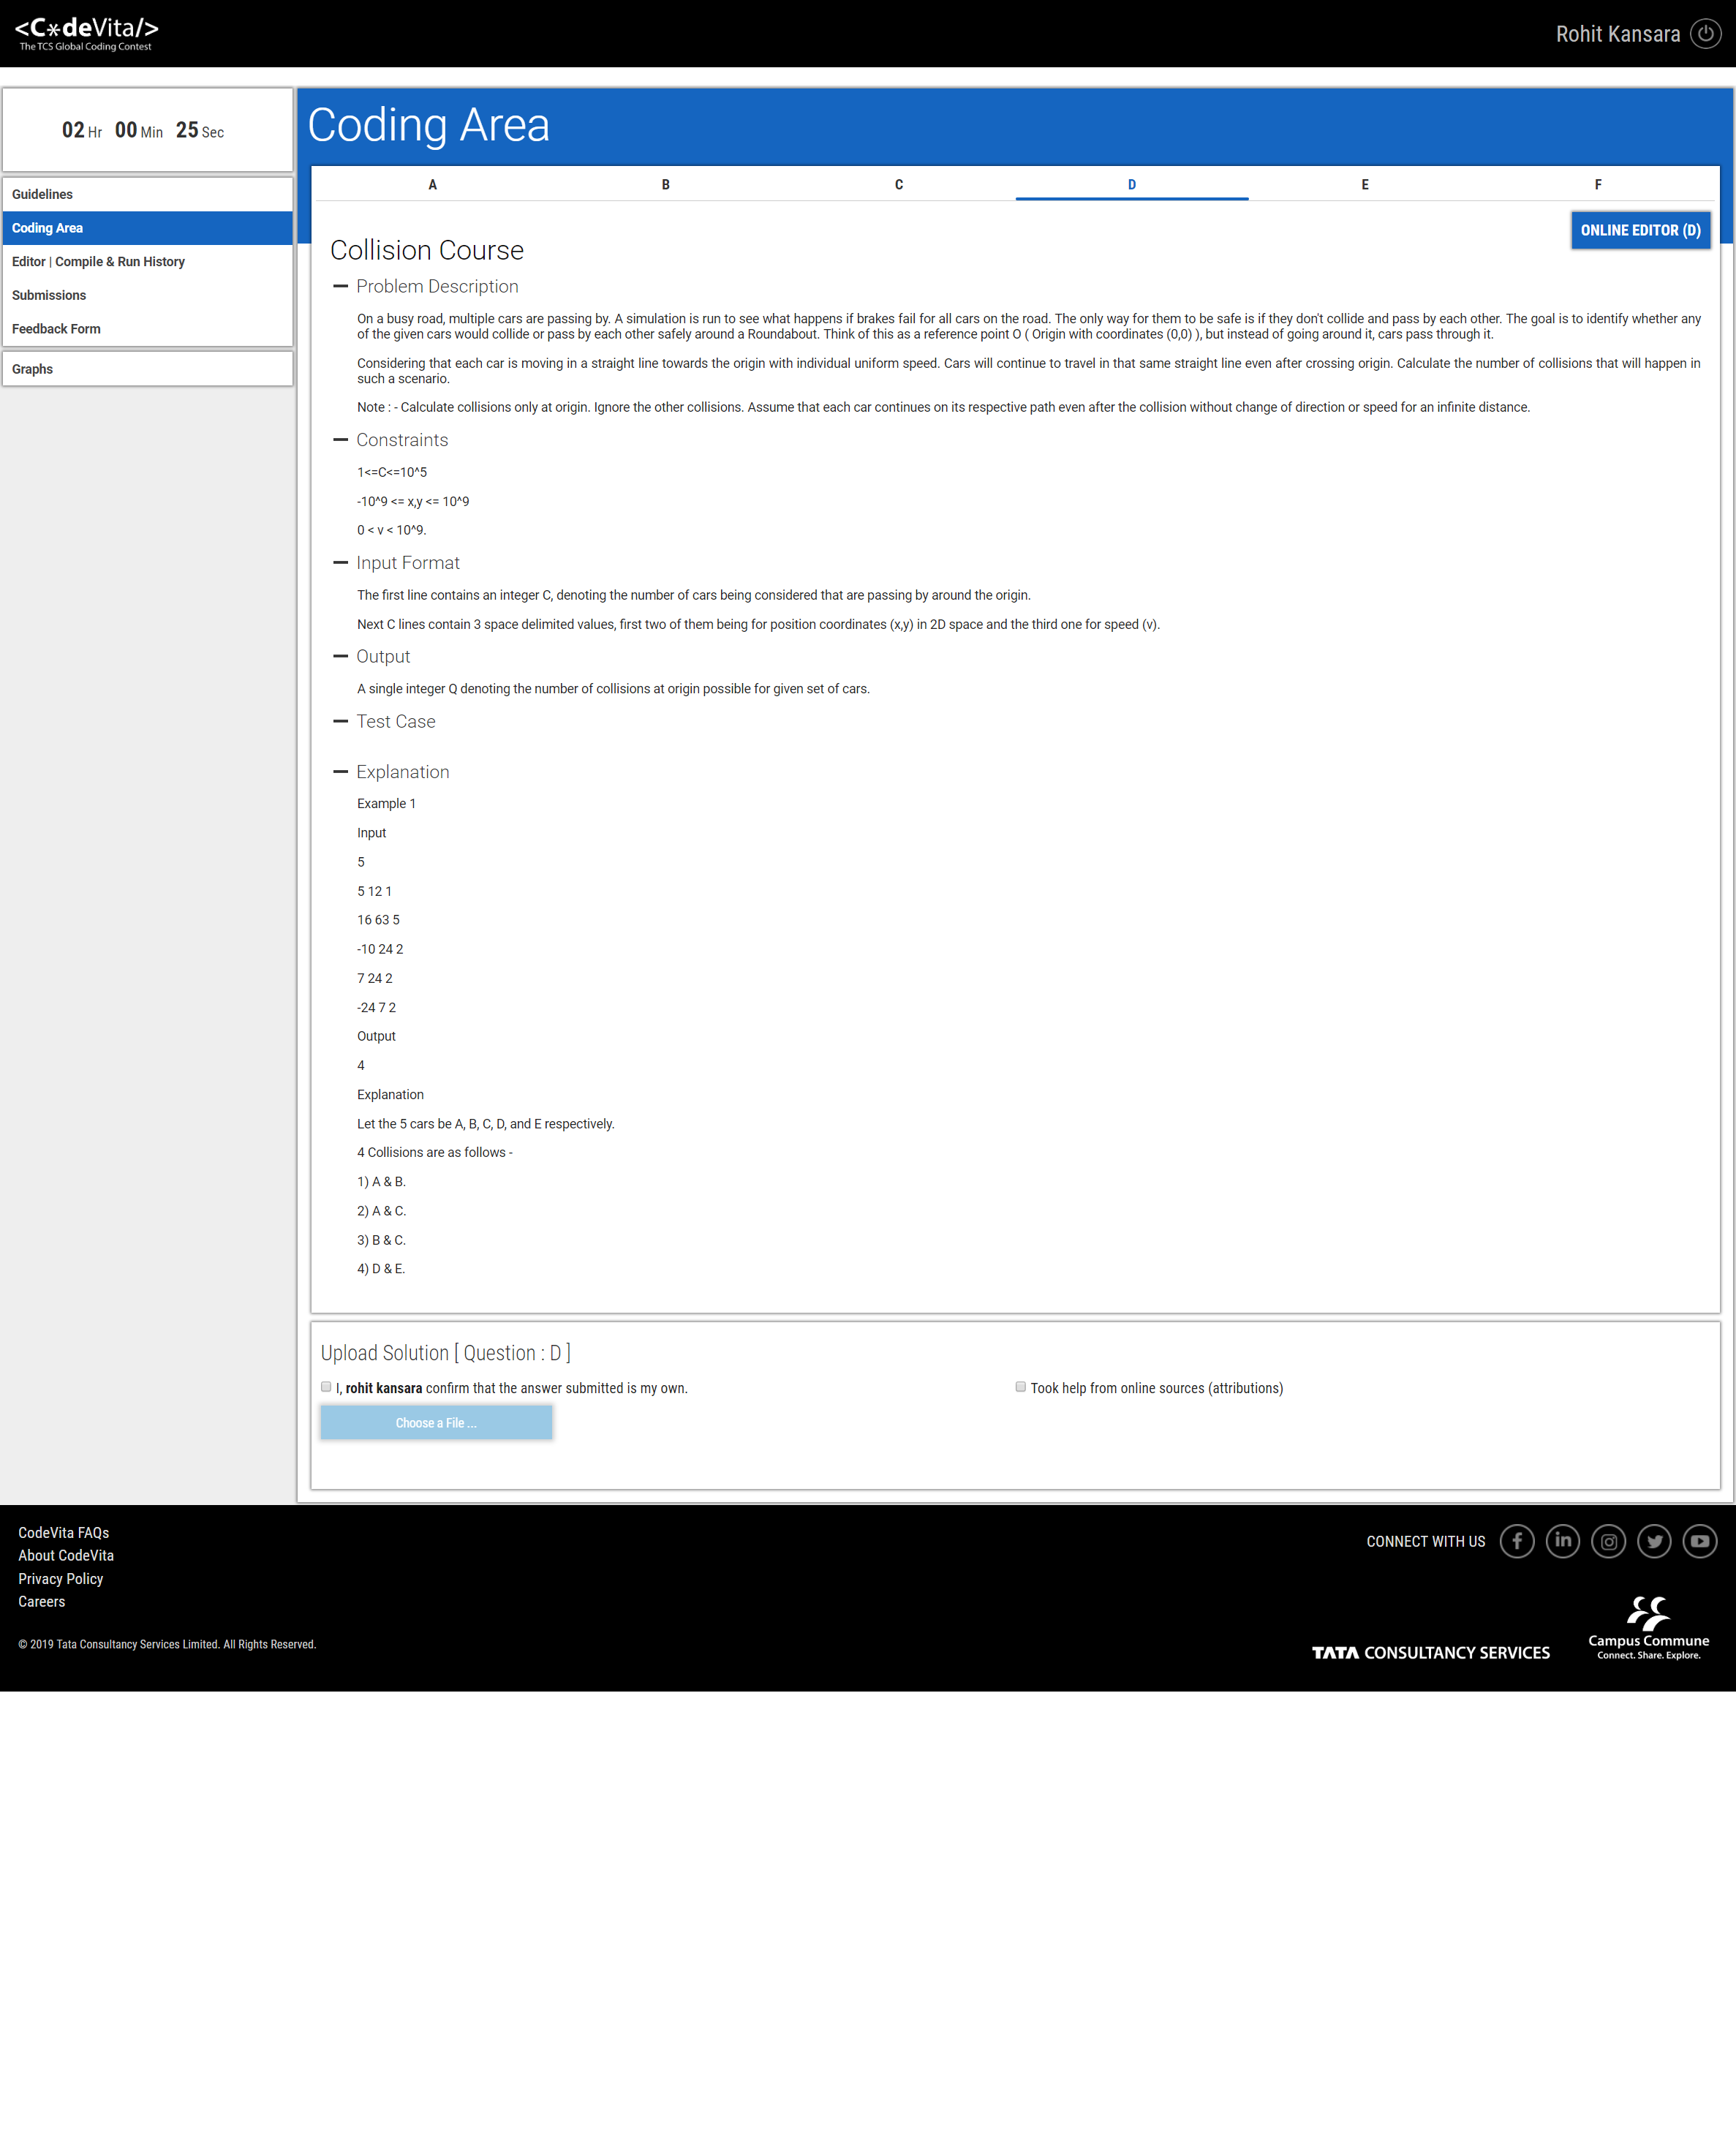 <C*deVita/>
The TCS Global Coding Contest
Rohit Kansara
02 Hr 00 Min 25 Sec
Guidelines
Coding Area
Editor | Compile & Run History
Submissions
Feedback Form
Graphs
Coding Area
A B C D E F
ONLINE EDITOR (D)
Collision Course
Problem Description
On a busy road, multiple cars are passing by. A simulation is run to see what happens if brakes fail for all cars on the road. The only way for them to be safe is if they don't collide and pass by each other. The goal is to identify whether any
of the given cars would collide or pass by each other safely around a Roundabout. Think of this as a reference point O ( Origin with coordinates (0,0) ), but instead of going around it, cars pass through it.
Considering that each car is moving in a straight line towards the origin with individual uniform speed. Cars will continue to travel in that same straight line even after crossing origin. Calculate the number of collisions that will happen in
such a scenario.
Note : - Calculate collisions only at origin. Ignore the other collisions. Assume that each car continues on its respective path even after the collision without change of direction or speed for an infinite distance.
Constraints
1<=C<=10^5
-10^9 <= x,y <= 10^9
0 < v < 10^9.
Input Format
The first line contains an integer C, denoting the number of cars being considered that are passing by around the origin.
Next C lines contain 3 space delimited values, first two of them being for position coordinates (x,y) in 2D space and the third one for speed (v).
Output
A single integer Q denoting the number of collisions at origin possible for given set of cars.
Test Case
Explanation
Example 1
Input
5
5 12 1
16 63 5
-10 24 2
7 24 2
-24 7 2
Output
4
Explanation
Let the 5 cars be A, B, C, D, and E respectively.
4 Collisions are as follows -
1) A & B.
2) A & C.
3) B & C.
4) D & E.
Upload Solution [ Question : D ]
I, rohit kansara confirm that the answer submitted is my own.
Took help from online sources (attributions)
Choose a File ...
CodeVita FAQs
About CodeVita
Privacy Policy
Careers
© 2019 Tata Consultancy Services Limited. All Rights Reserved.
CONNECT WITH US
TATA CONSULTANCY SERVICES
Campus Commune
Connect. Share. Explore.